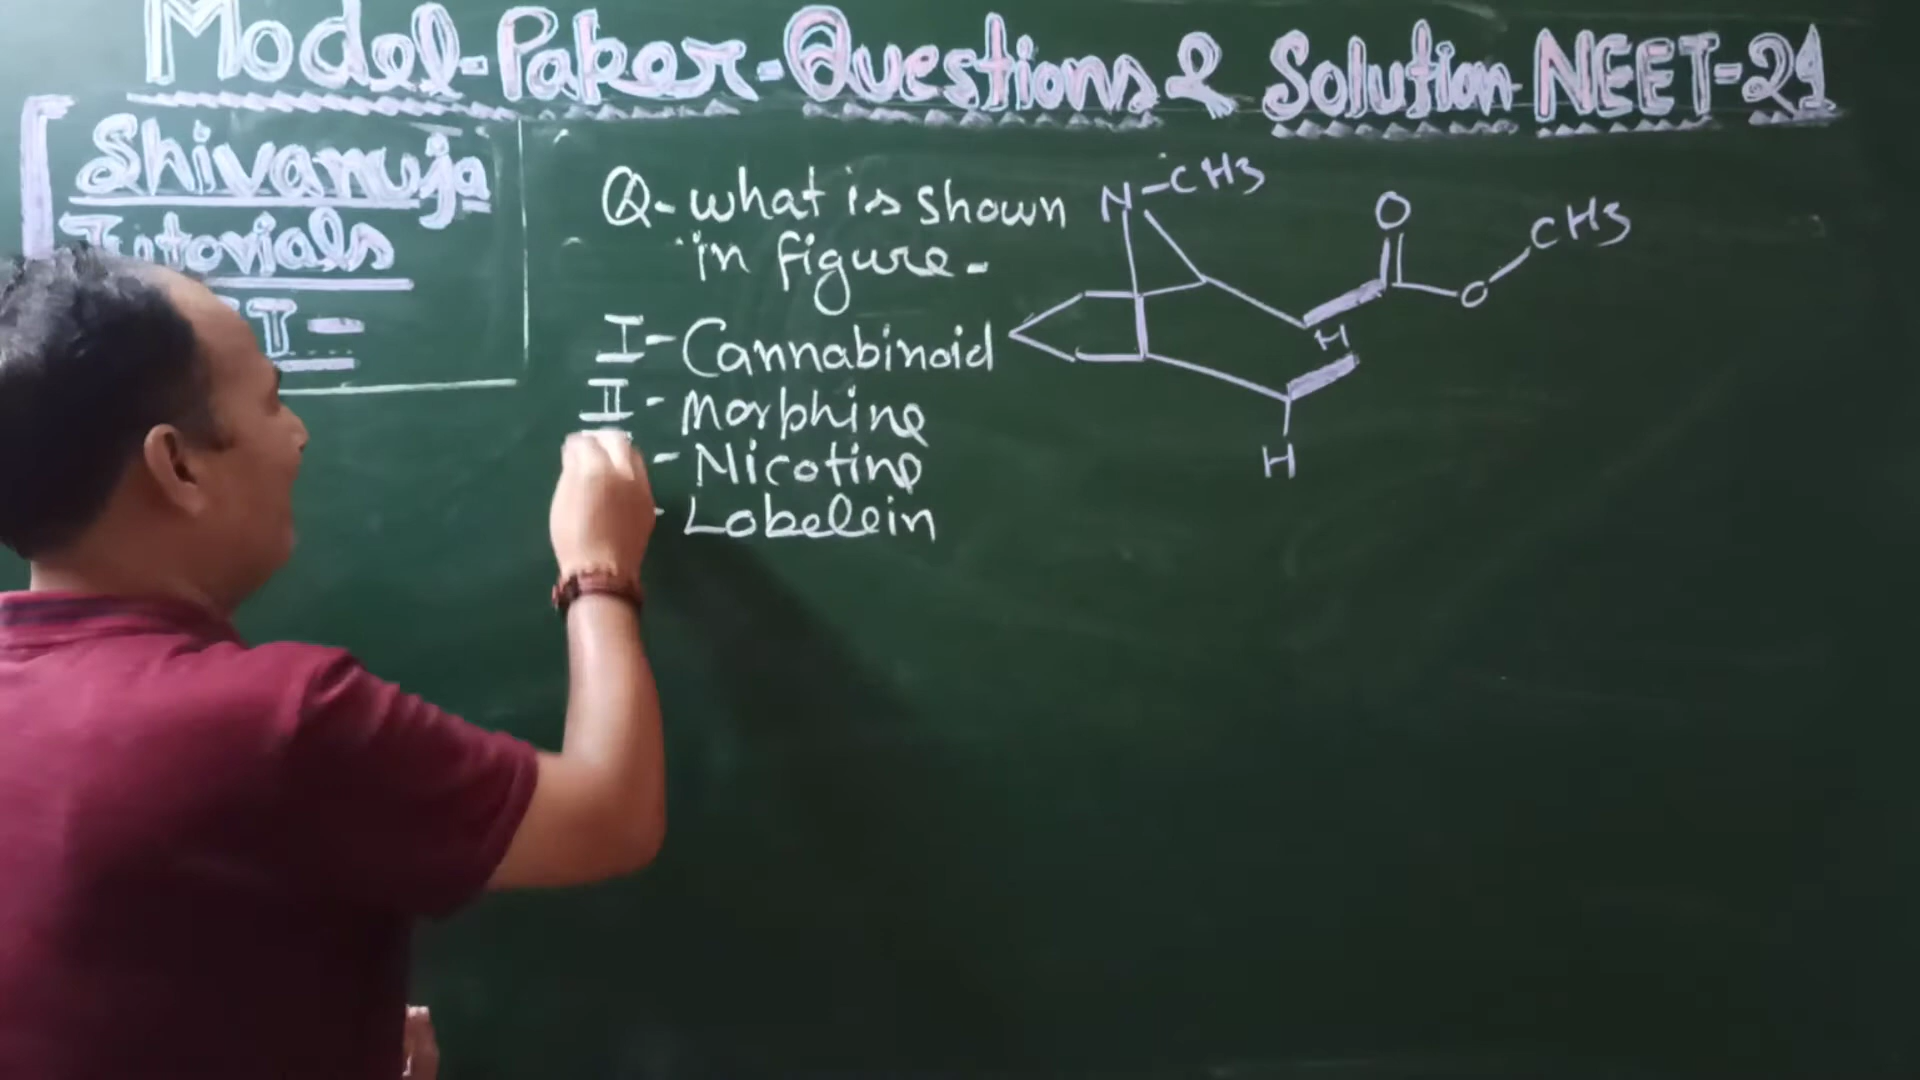 Model-Paper-Questions & Solution NEET-21
Shivanuja
Tutorials
T-
Q- what is shown
in figure-
I- Cannabinoid
II- Morphine
- Nicotine
- Lobelein
N-CH3
O
CH3
O
H
H